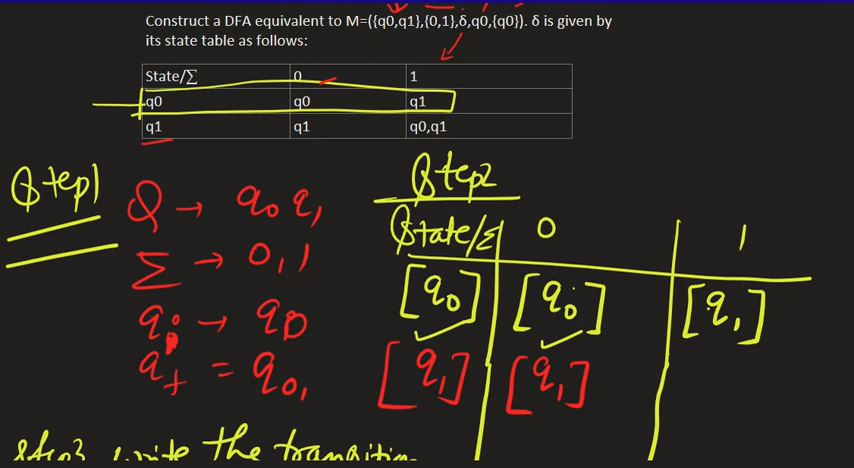 Construct a DFA equivalent to M=({q0,q1},{0,1},δ,q0,{q0}). δ is given by
its state table as follows:
State/∑ 0 1
q0 q0 q1
q1 q1 q0,q1
Step1
Step2
Q → q0 q1
State/Σ 0 1
Σ → 0, 1
[q0] [q0] [q1]
qi → q0
qf = q0,
[q1] [q1]
step3 write the transition